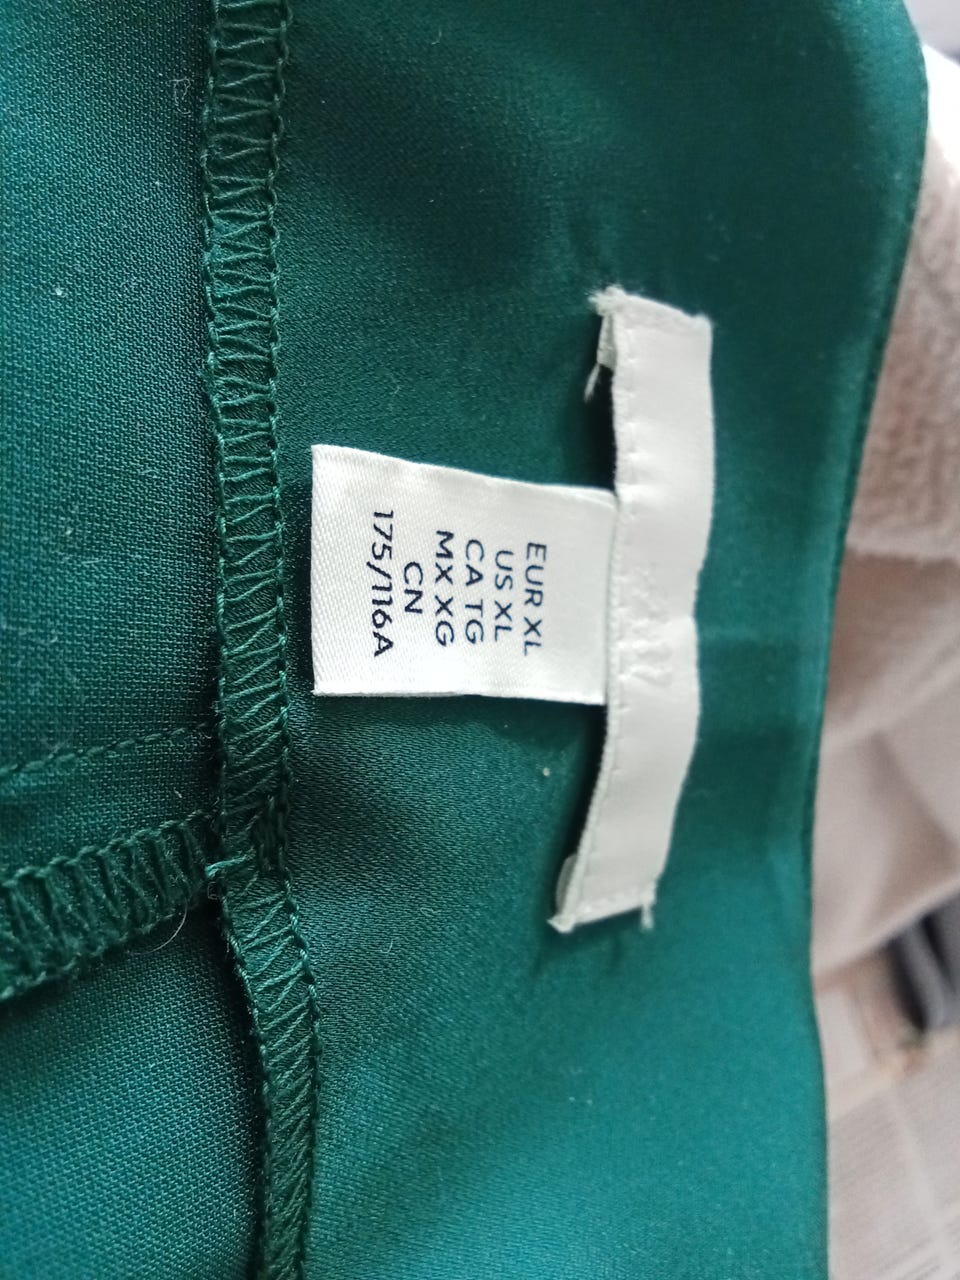 EUR XL
US XL
CA TG
MX XG
CN
175/116A